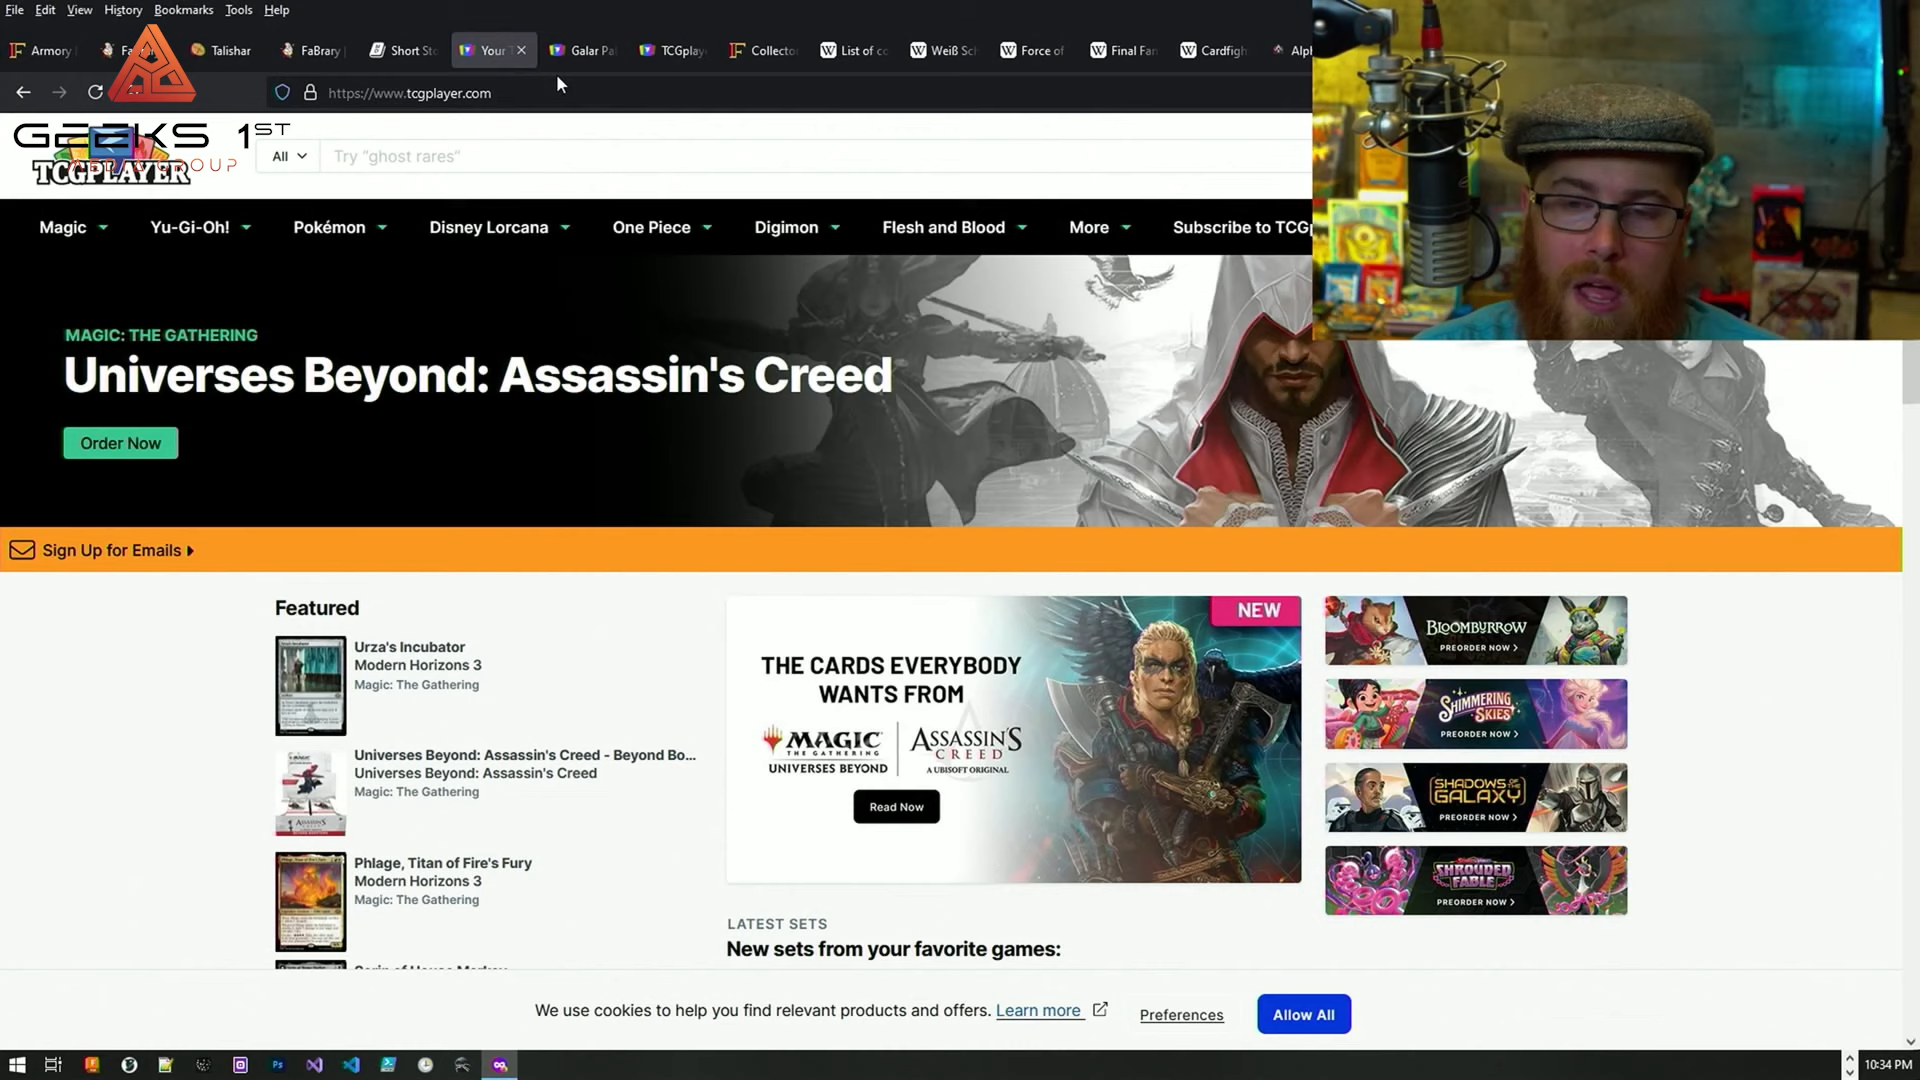 File Edit View History Bookmarks Tools Help
Armory
Talishar
FaBrary
Short Sto
Your
Galar Pa
TCGplay
Collecto
List of co
Weiß Sc
Force of
Final Fan
Cardfigh
Alph
https://www.tcgplayer.com
GEEKS 1ST
MEDIA GROUP
TCGPLAYER
All
Try "ghost rares"
Magic Yu-Gi-Oh! Pokémon Disney Lorcana One Piece Digimon Flesh and Blood More Subscribe to TCGp
MAGIC: THE GATHERING
Universes Beyond: Assassin's Creed
Order Now
Sign Up for Emails
Featured
Urza's Incubator
Modern Horizons 3
Magic: The Gathering
Universes Beyond: Assassin's Creed - Beyond Bo...
Universes Beyond: Assassin's Creed
Magic: The Gathering
Phlage, Titan of Fire's Fury
Modern Horizons 3
Magic: The Gathering
NEW
THE CARDS EVERYBODY
WANTS FROM
MAGIC
THE GATHERING
UNIVERSES BEYOND
ASSASSIN'S
CREED
A UBISOFT ORIGINAL
Read Now
BLOOMBURROW
PREORDER NOW
SHIMMERING
SKIES
PREORDER NOW
SHADOWS OF THE
GALAXY
PREORDER NOW
SHROUDED
FABLE
PREORDER NOW
LATEST SETS
New sets from your favorite games:
We use cookies to help you find relevant products and offers. Learn more
Preferences
Allow All
10:34 PM